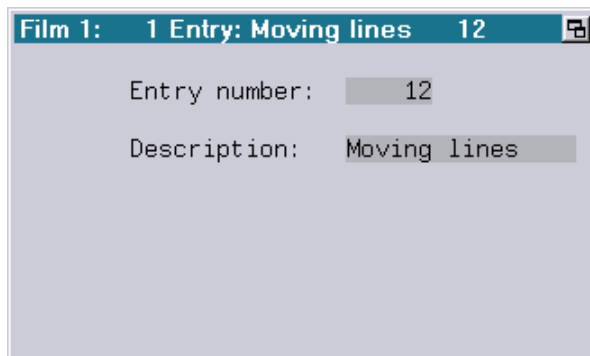 Film 1: 1 Entry: Moving lines 12
Entry number: 12
Description: Moving lines